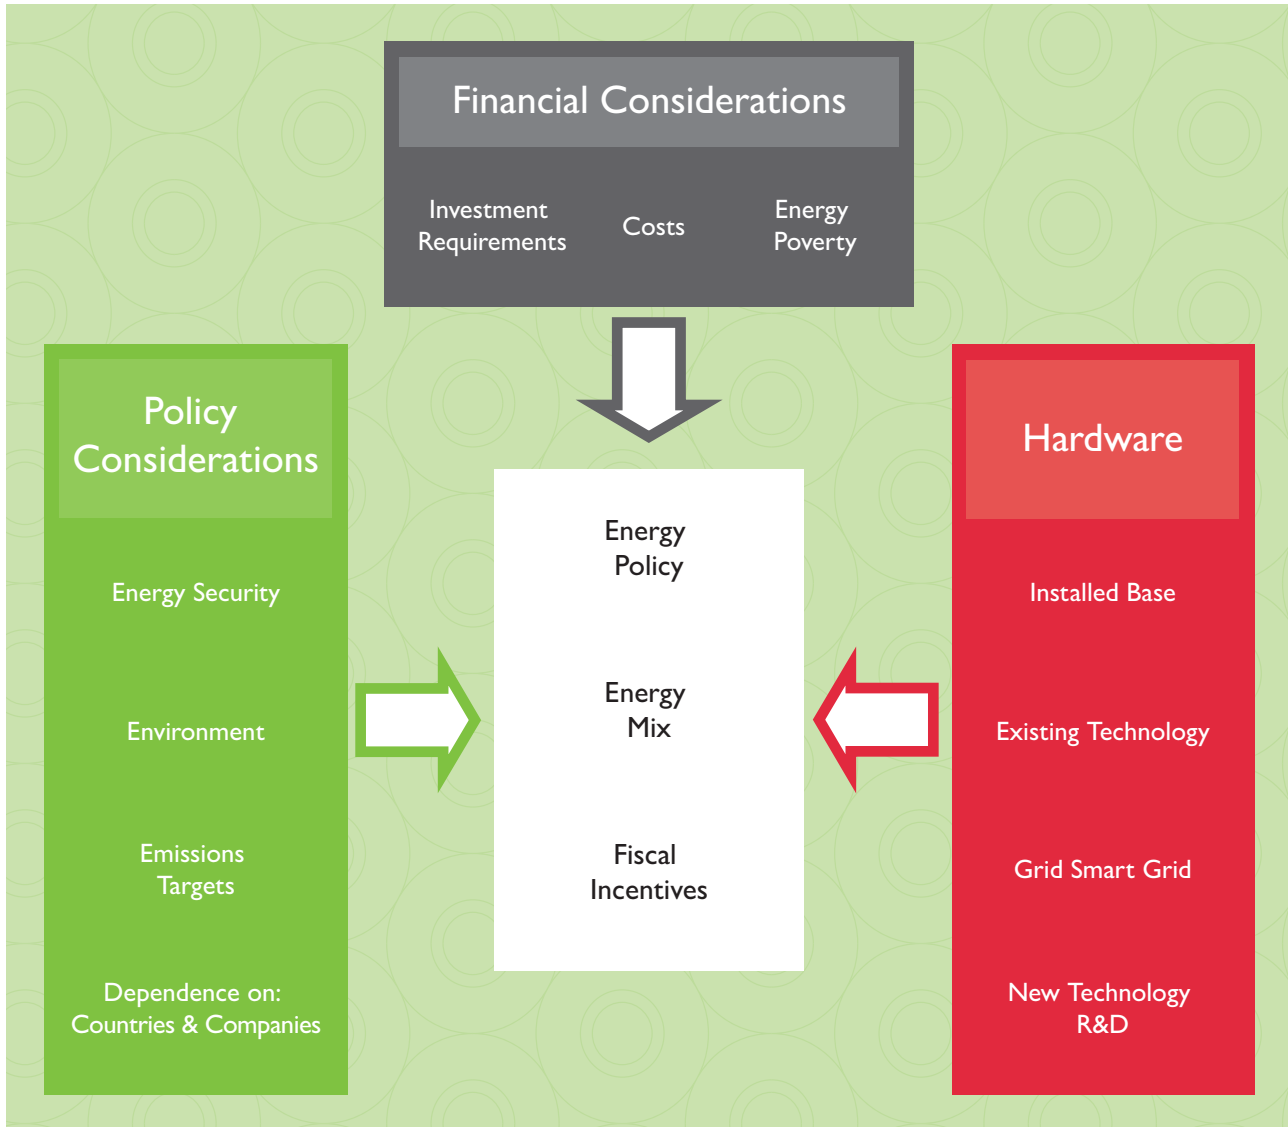 Financial Considerations
Investment
Requirements
Costs
Energy
Poverty
Policy
Considerations
Energy Security
Environment
Emissions
Targets
Dependence on:
Countries & Companies
Energy
Policy
Energy
Mix
Fiscal
Incentives
Hardware
Installed Base
Existing Technology
Grid Smart Grid
New Technology
R&D